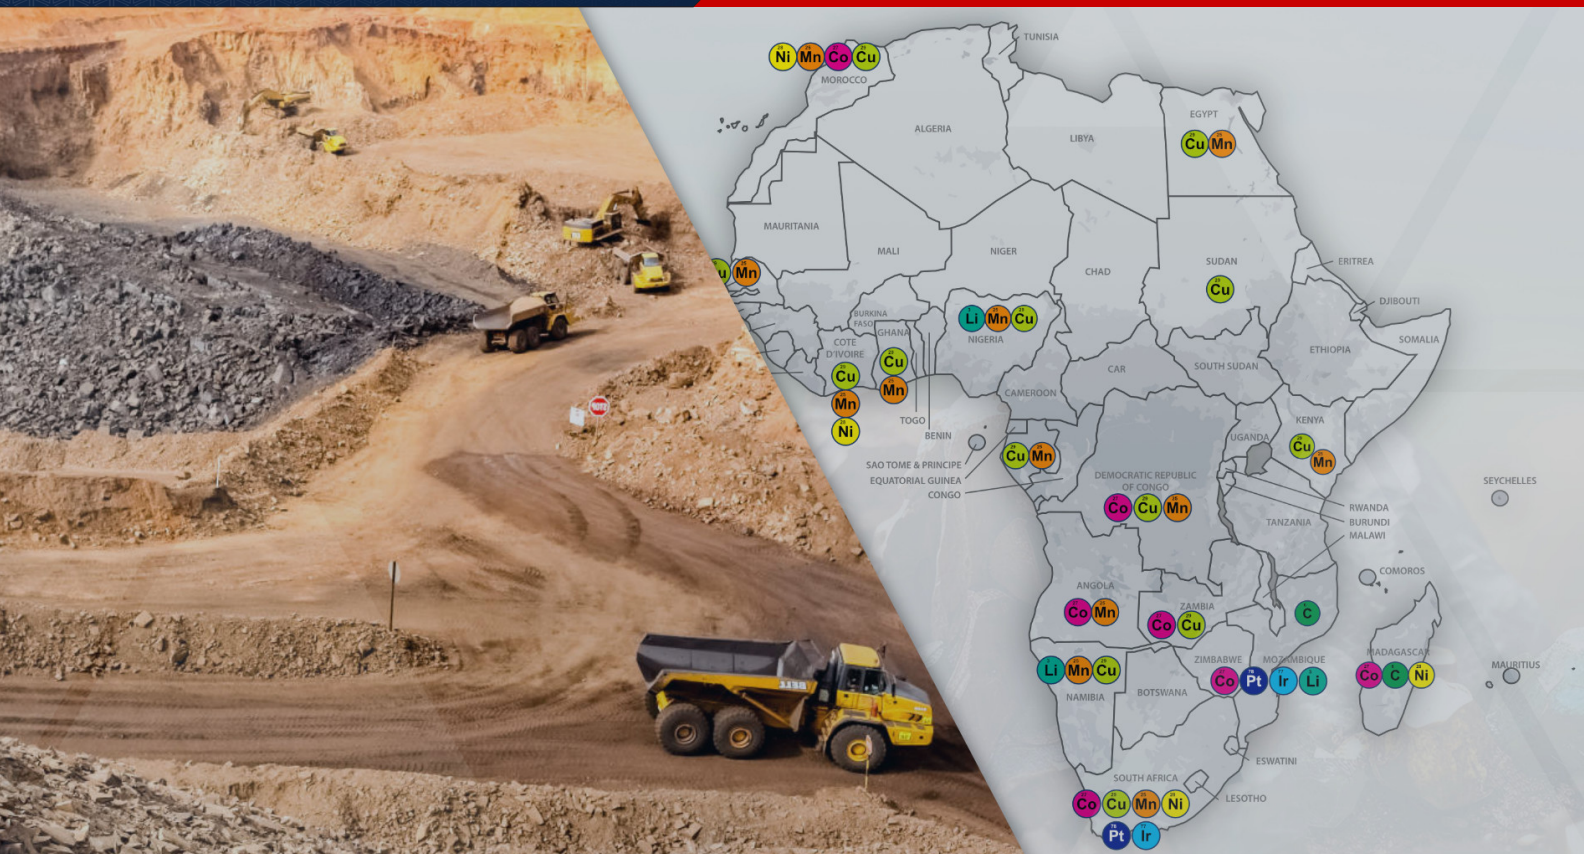 TUNISIA
Ni Mn Co Cu
MOROCCO
ALGERIA
LIBYA
EGYPT
Cu Mn
MAURITANIA
MALI
NIGER
CHAD
SUDAN
Cu
ERITREA
Mn
DJIBOUTI
BURKINA
FASO
GHANA
Li Mn Cu
NIGERIA
COTE
D'IVOIRE
Cu
Mn
Ni
Cu
Mn
TOGO
BENIN
CAMEROON
CAR
SOUTH SUDAN
ETHIOPIA
SOMALIA
KENYA
Cu
Mn
UGANDA
SAO TOME & PRINCIPE
EQUATORIAL GUINEA
CONGO
Cu Mn
DEMOCRATIC REPUBLIC
OF CONGO
Co Cu Mn
SEYCHELLES
RWANDA
BURUNDI
MALAWI
TANZANIA
COMOROS
ANGOLA
Co Mn
ZAMBIA
Co Cu
C
Li Mn Cu
NAMIBIA
BOTSWANA
ZIMBABWE
MOZAMBIQUE
Co Pt Ir Li
MADAGASCAR
Co C Ni
MAURITIUS
ESWATINI
LESOTHO
SOUTH AFRICA
Co Cu Mn Ni
Pt Ir